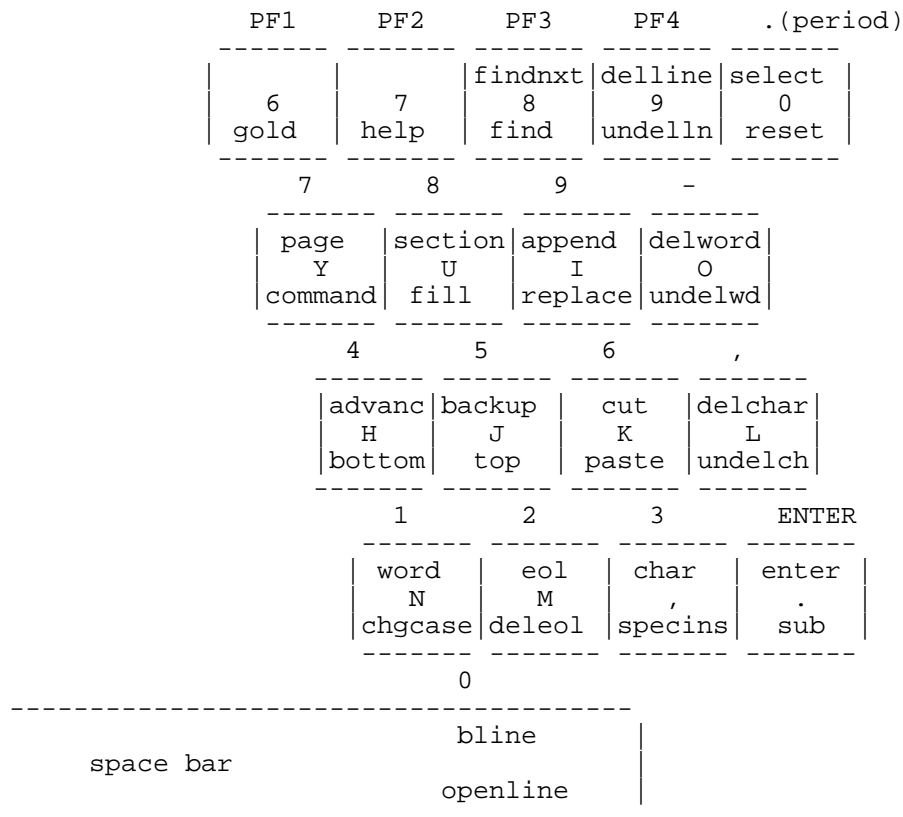 PF1 PF2 PF3 PF4 .(period)
------- ------- ------- ------- -------
| | |findnxt|delline|select |
| 6 | 7 | 8 | 9 | 0 |
| gold | help | find |undelln| reset |
------- ------- ------- ------- -------
7 8 9 -
------- ------- ------- -------
| page |section|append |delword|
| Y | U | I | O |
|command| fill |replace|undelwd|
------- ------- ------- -------
4 5 6 ,
------- ------- ------- -------
|advanc|backup | cut |delchar|
| H | J | K | L |
|bottom| top | paste |undelch|
------- ------- ------- -------
1 2 3 ENTER
------- ------- ------- -------
| word | eol | char | enter |
| N | M | , | . |
|chgcase|deleol |specins| sub |
------- ------- ------- -------
0
---------------------------------------
bline |
space bar |
openline |